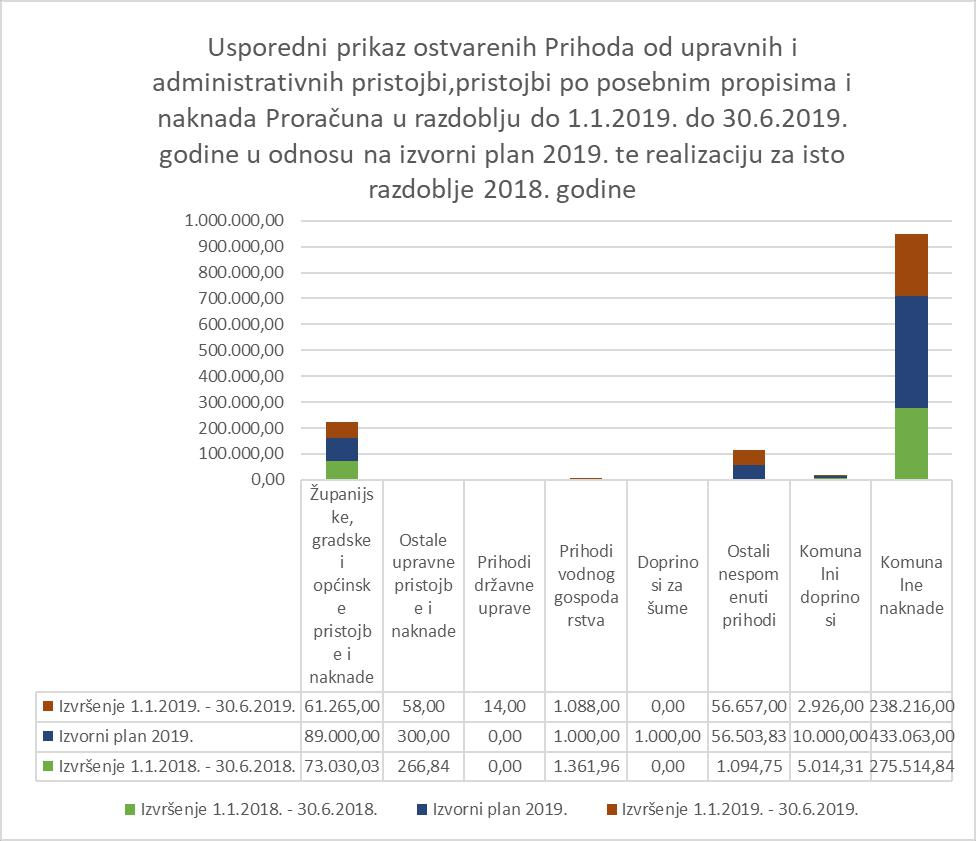 Usporedni prikaz ostvarenih Prihoda od upravnih i
administrativnih pristojbi,pristojbi po posebnim propisima i
naknada Proračuna u razdoblju do 1.1.2019. do 30.6.2019.
godine u odnosu na izvorni plan 2019. te realizaciju za isto
razdoblje 2018. godine
1.000.000,00
900.000,00
800.000,00
700.000,00
600.000,00
500.000,00
400.000,00
300.000,00
200.000,00
100.000,00
0,00
Županijs
ke,
gradske
i
općinsk
e
pristojb
e i
naknade
Ostale
upravne
pristojb
e i
naknade
Prihodi
državne
uprave
Prihodi
vodnog
gospoda
rstva
Doprino
si za
šume
Ostali
nespom
enuti
prihodi
Komuna
lni
doprino
si
Komuna
lne
naknade
Izvršenje 1.1.2019. - 30.6.2019. 61.265,00 58,00 14,00 1.088,00 0,00 56.657,00 2.926,00 238.216,00
Izvorni plan 2019. 89.000,00 300,00 0,00 1.000,00 1.000,00 56.503,83 10.000,00 433.063,00
Izvršenje 1.1.2018. - 30.6.2018. 73.030,03 266,84 0,00 1.361,96 0,00 1.094,75 5.014,31 275.514,84
Izvršenje 1.1.2018. - 30.6.2018. Izvorni plan 2019. Izvršenje 1.1.2019. - 30.6.2019.